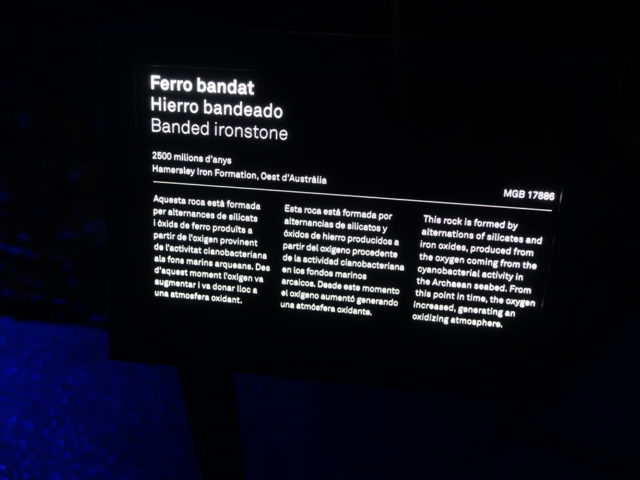 Ferro bandat
Hierro bandeado
Banded ironstone
2500 milions d'anys
Hamersley Iron Formation, Oest d'Austràlia
MGB 17886
Aquesta roca està formada
per alternances de silicats
i òxids de ferro produïts a
partir de l'oxigen provinent
de l'activitat cianobacteriana
als fons marins arqueans. Des
d'aquest moment l'oxigen va
augmentar i va donar lloc a
una atmosfera oxidant.
Esta roca está formada por
alternancias de silicatos y
óxidos de hierro producidos a
partir del oxígeno procedente
de la actividad cianobacteriana
en los fondos marinos
arcaicos. Desde este momento
el oxígeno aumentó generando
una atmósfera oxidante.
This rock is formed by
alternations of silicates and
iron oxides, produced from
the oxygen coming from the
cyanobacterial activity in
the Archaean seabed. From
this point in time, the oxygen
increased, generating an
oxidizing atmosphere.